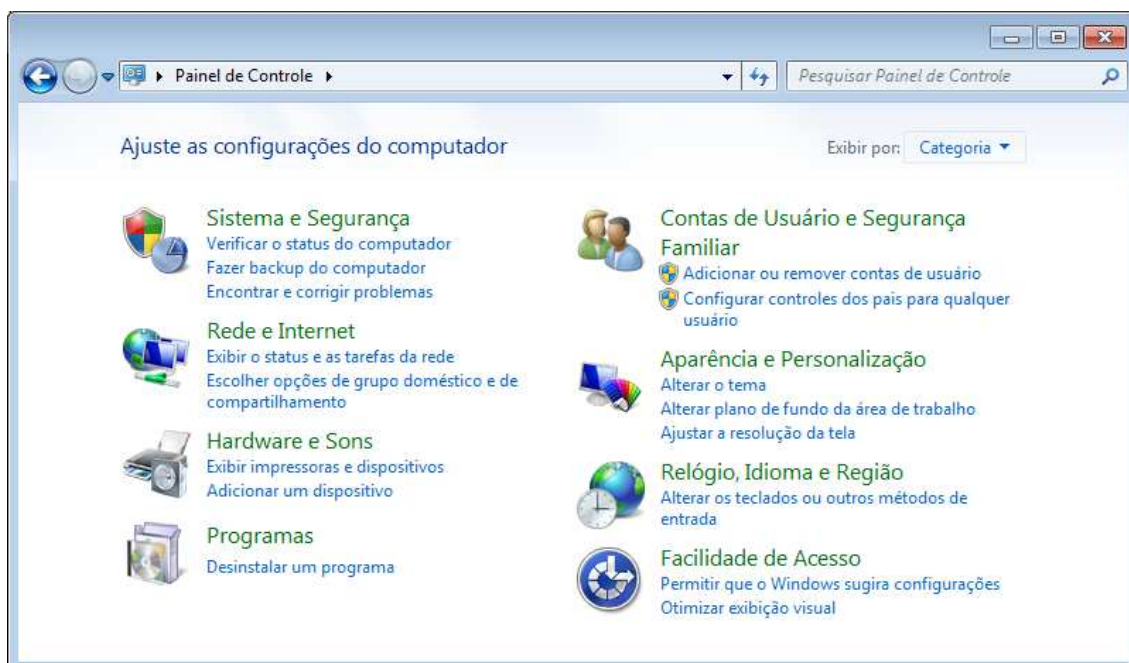 Painel de Controle
Pesquisar Painel de Controle
Ajuste as configurações do computador
Exibir por: Categoria
Sistema e Segurança
Verificar o status do computador
Fazer backup do computador
Encontrar e corrigir problemas
Rede e Internet
Exibir o status e as tarefas da rede
Escolher opções de grupo doméstico e de
compartilhamento
Hardware e Sons
Exibir impressoras e dispositivos
Adicionar um dispositivo
Programas
Desinstalar um programa
Contas de Usuário e Segurança
Familiar
Adicionar ou remover contas de usuário
Configurar controles dos pais para qualquer
usuário
Aparência e Personalização
Alterar o tema
Alterar plano de fundo da área de trabalho
Ajustar a resolução da tela
Relógio, Idioma e Região
Alterar os teclados ou outros métodos de
entrada
Facilidade de Acesso
Permitir que o Windows sugira configurações
Otimizar exibição visual